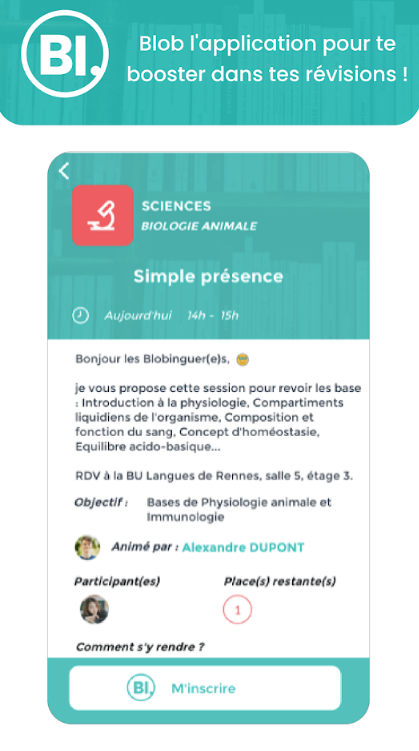 BI.
Blob l'application pour te
booster dans tes révisions !
SCIENCES
BIOLOGIE ANIMALE
Simple présence
Aujourd'hui 14h - 15h
Bonjour les Blobinguer(e)s,
je vous propose cette session pour revoir les base
: Introduction à la physiologie, Compartiments
liquidiens de l'organisme, Composition et
fonction du sang, Concept d'homéostasie,
Equilibre acido-basique...
RDV à la BU Langues de Rennes, salle 5, étage 3.
Objectif : Bases de Physiologie animale et
Immunologie
Animé par : Alexandre DUPONT
Participant(es) Place(s) restante(s)
1
Comment s'y rendre ?
BI. M'inscrire